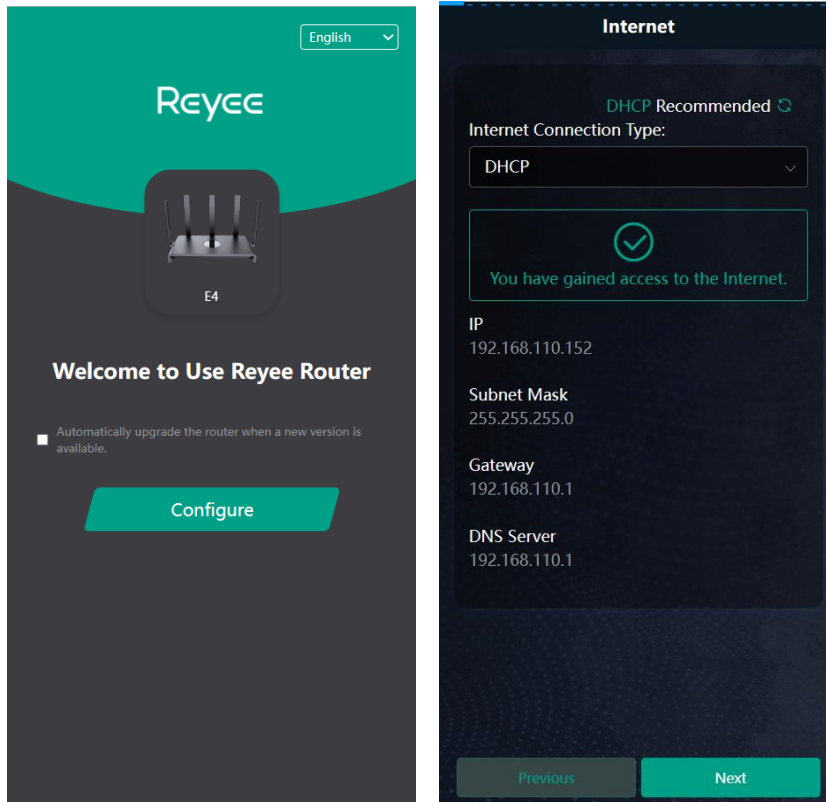 English
Reyee
E4
Welcome to Use Reyee Router
Automatically upgrade the router when a new version is
available.
Configure
Internet
DHCP Recommended
Internet Connection Type:
DHCP
You have gained access to the Internet.
IP
192.168.110.152
Subnet Mask
255.255.255.0
Gateway
192.168.110.1
DNS Server
192.168.110.1
Previous
Next